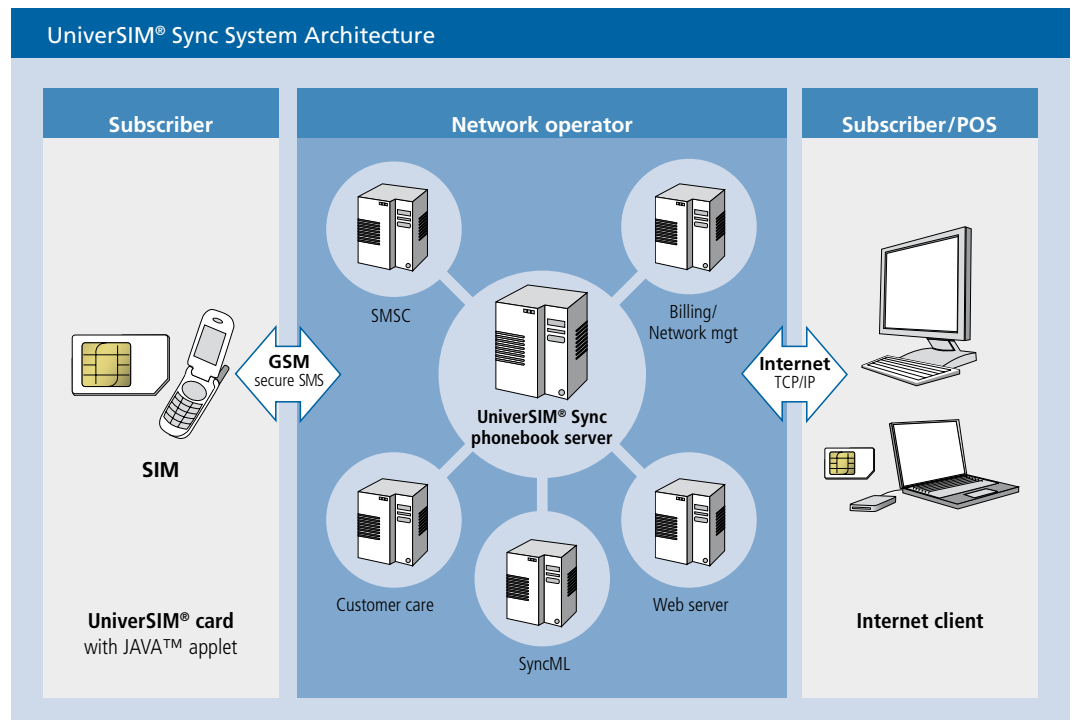 UniverSIM® Sync System Architecture
Subscriber
Network operator
Subscriber/POS
SMSC
Billing/
Network mgt
GSM
secure SMS
Internet
TCP/IP
UniverSIM® Sync
phonebook server
SIM
Customer care
Web server
SyncML
UniverSIM® card
with JAVA™ applet
Internet client